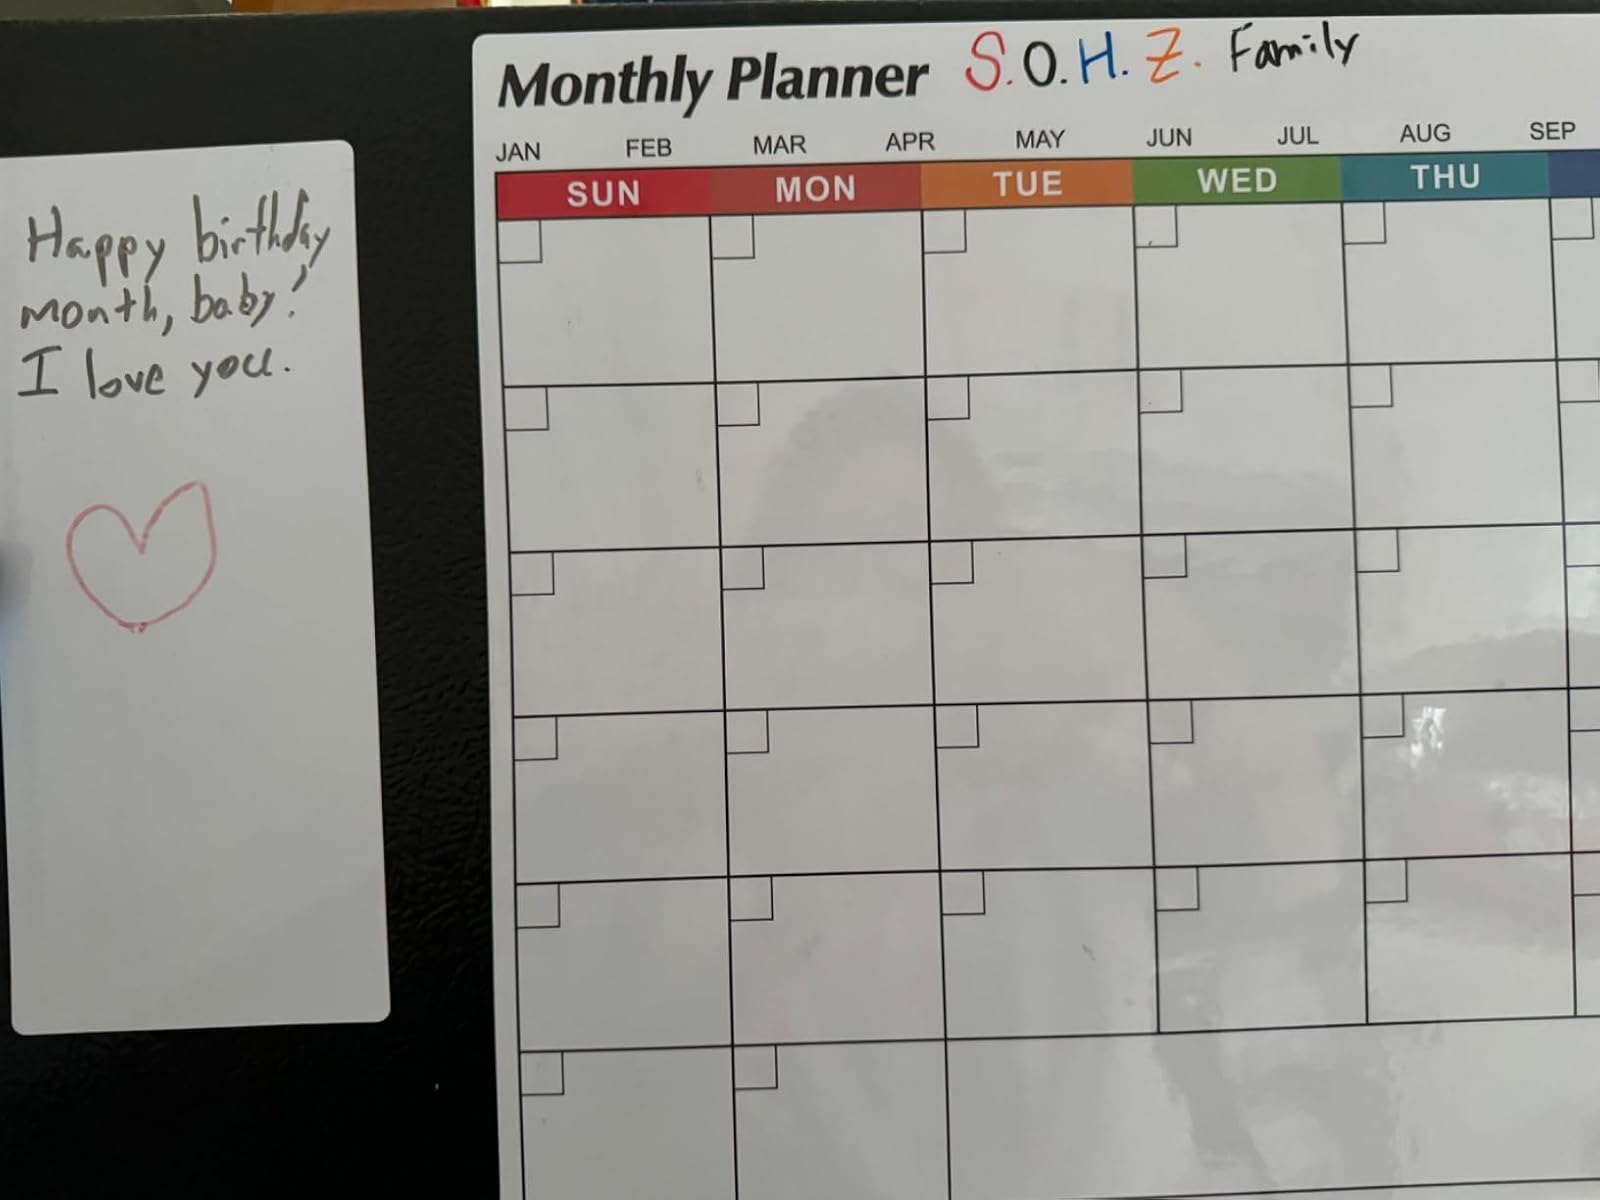 Monthly Planner S.O.H.Z. Family
JAN FEB MAR APR MAY JUN JUL AUG SEP
SUN MON TUE WED THU
Happy birthday
month, baby!
I love you.